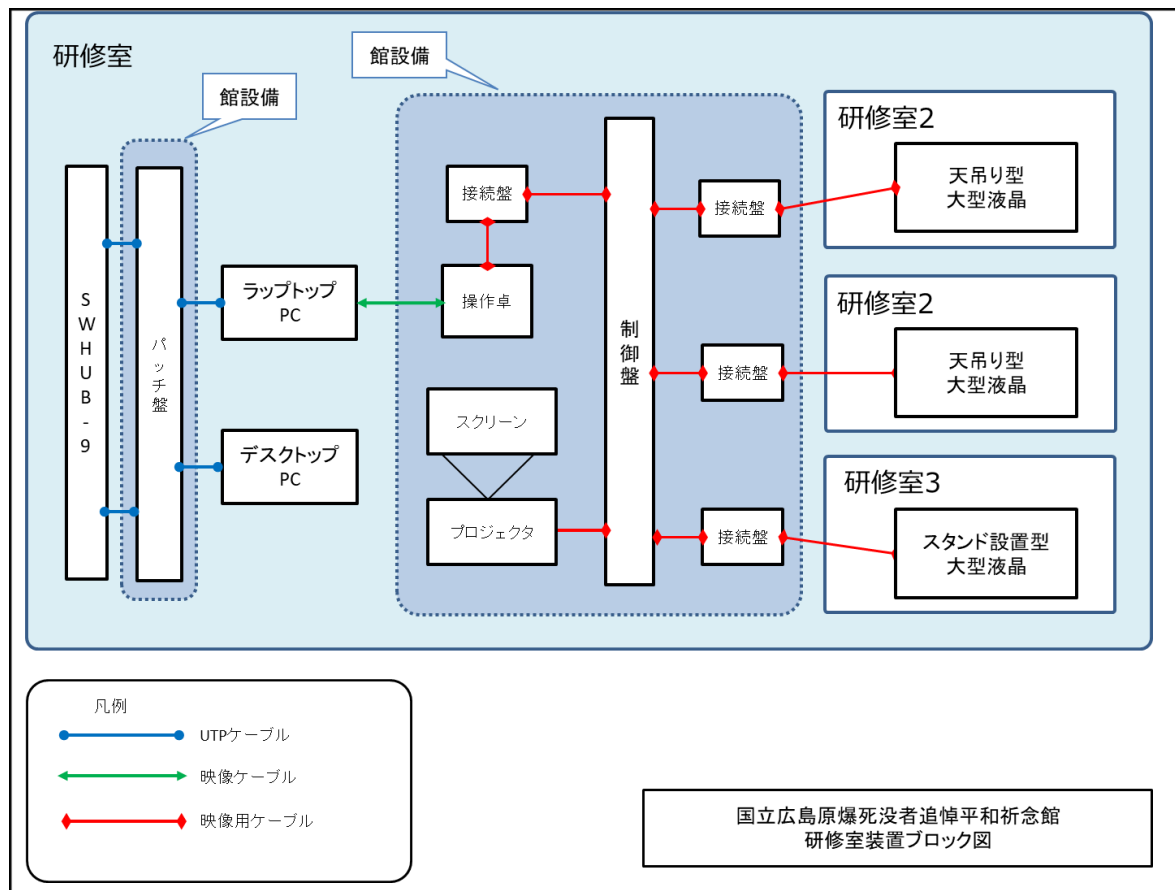 研修室
館設備
館設備
SWHUB-9
パッチ盤
ラップトップ
PC
デスクトップ
PC
接続盤
操作卓
スクリーン
プロジェクタ
制御盤
接続盤
接続盤
接続盤
研修室2
天吊り型
大型液晶
研修室2
天吊り型
大型液晶
研修室3
スタンド設置型
大型液晶
凡例
UTPケーブル
映像ケーブル
映像用ケーブル
国立広島原爆死没者追悼平和祈念館
研修室装置ブロック図